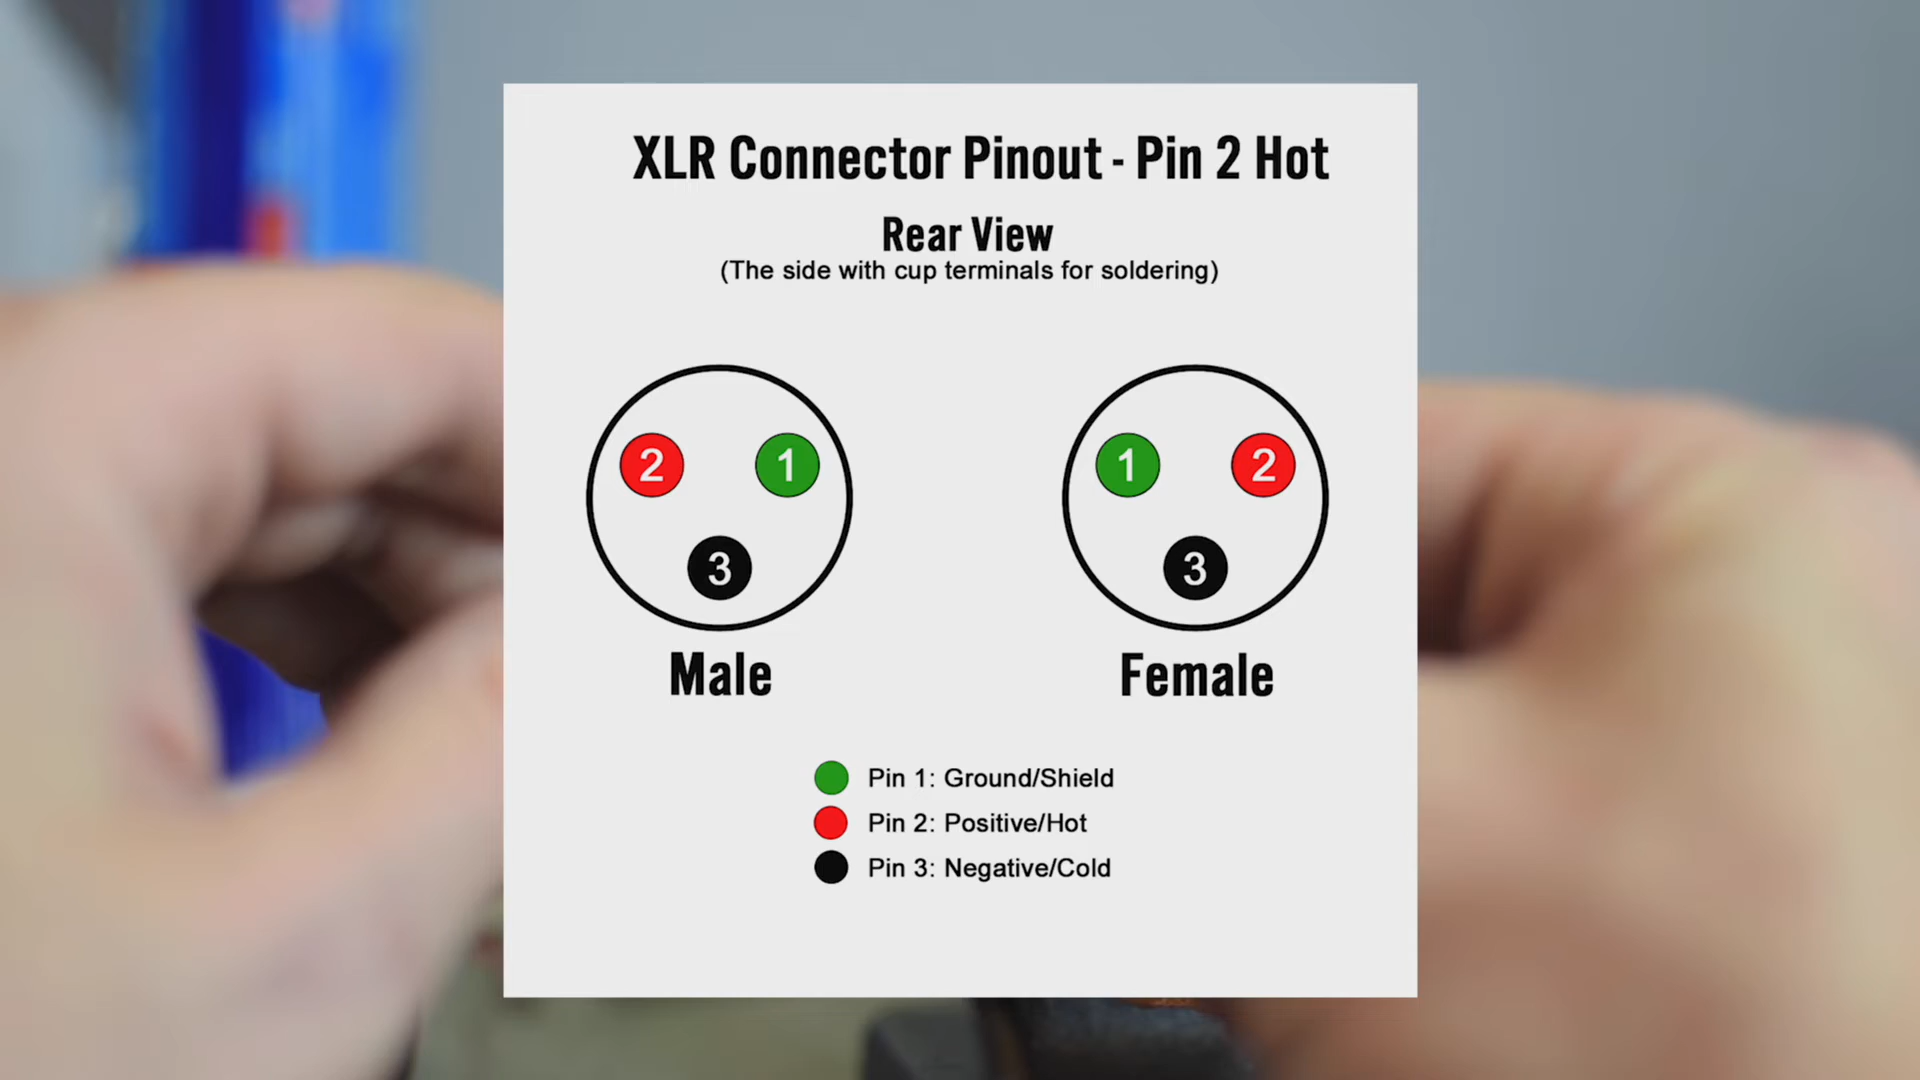 XLR Connector Pinout - Pin 2 Hot
Rear View
(The side with cup terminals for soldering)
2 1
3
1 2
3
Male
Female
Pin 1: Ground/Shield
Pin 2: Positive/Hot
Pin 3: Negative/Cold